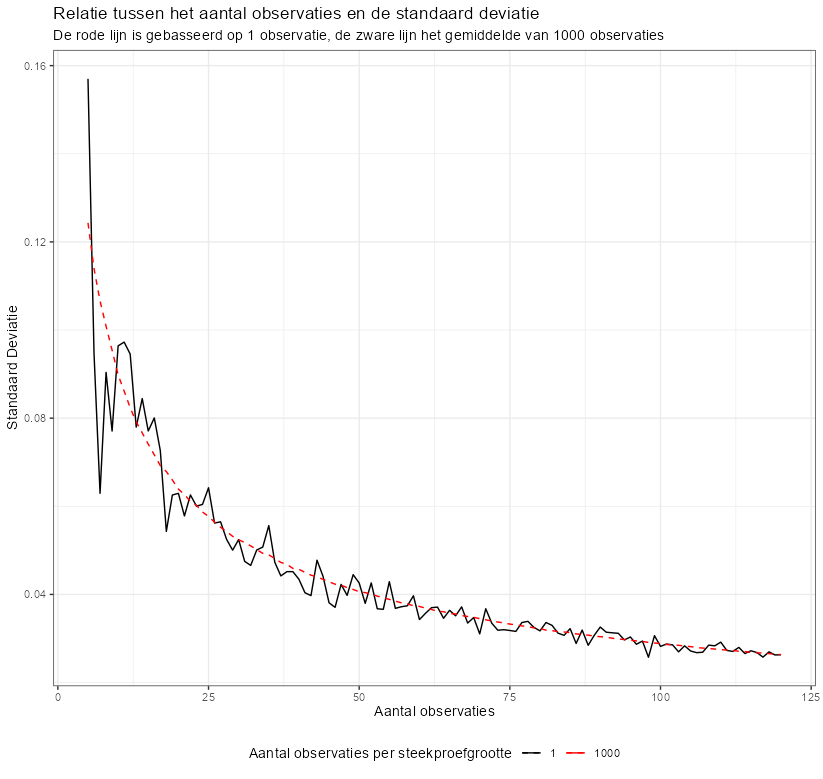 Relatie tussen het aantal observaties en de standaard deviatie
De rode lijn is gebasseerd op 1 observatie, de zware lijn het gemiddelde van 1000 observaties
0.16
0.12
0.08
0.04
Standaard Deviatie
0
25
50
75
100
125
Aantal observaties
Aantal observaties per steekproefgrootte
1
1000